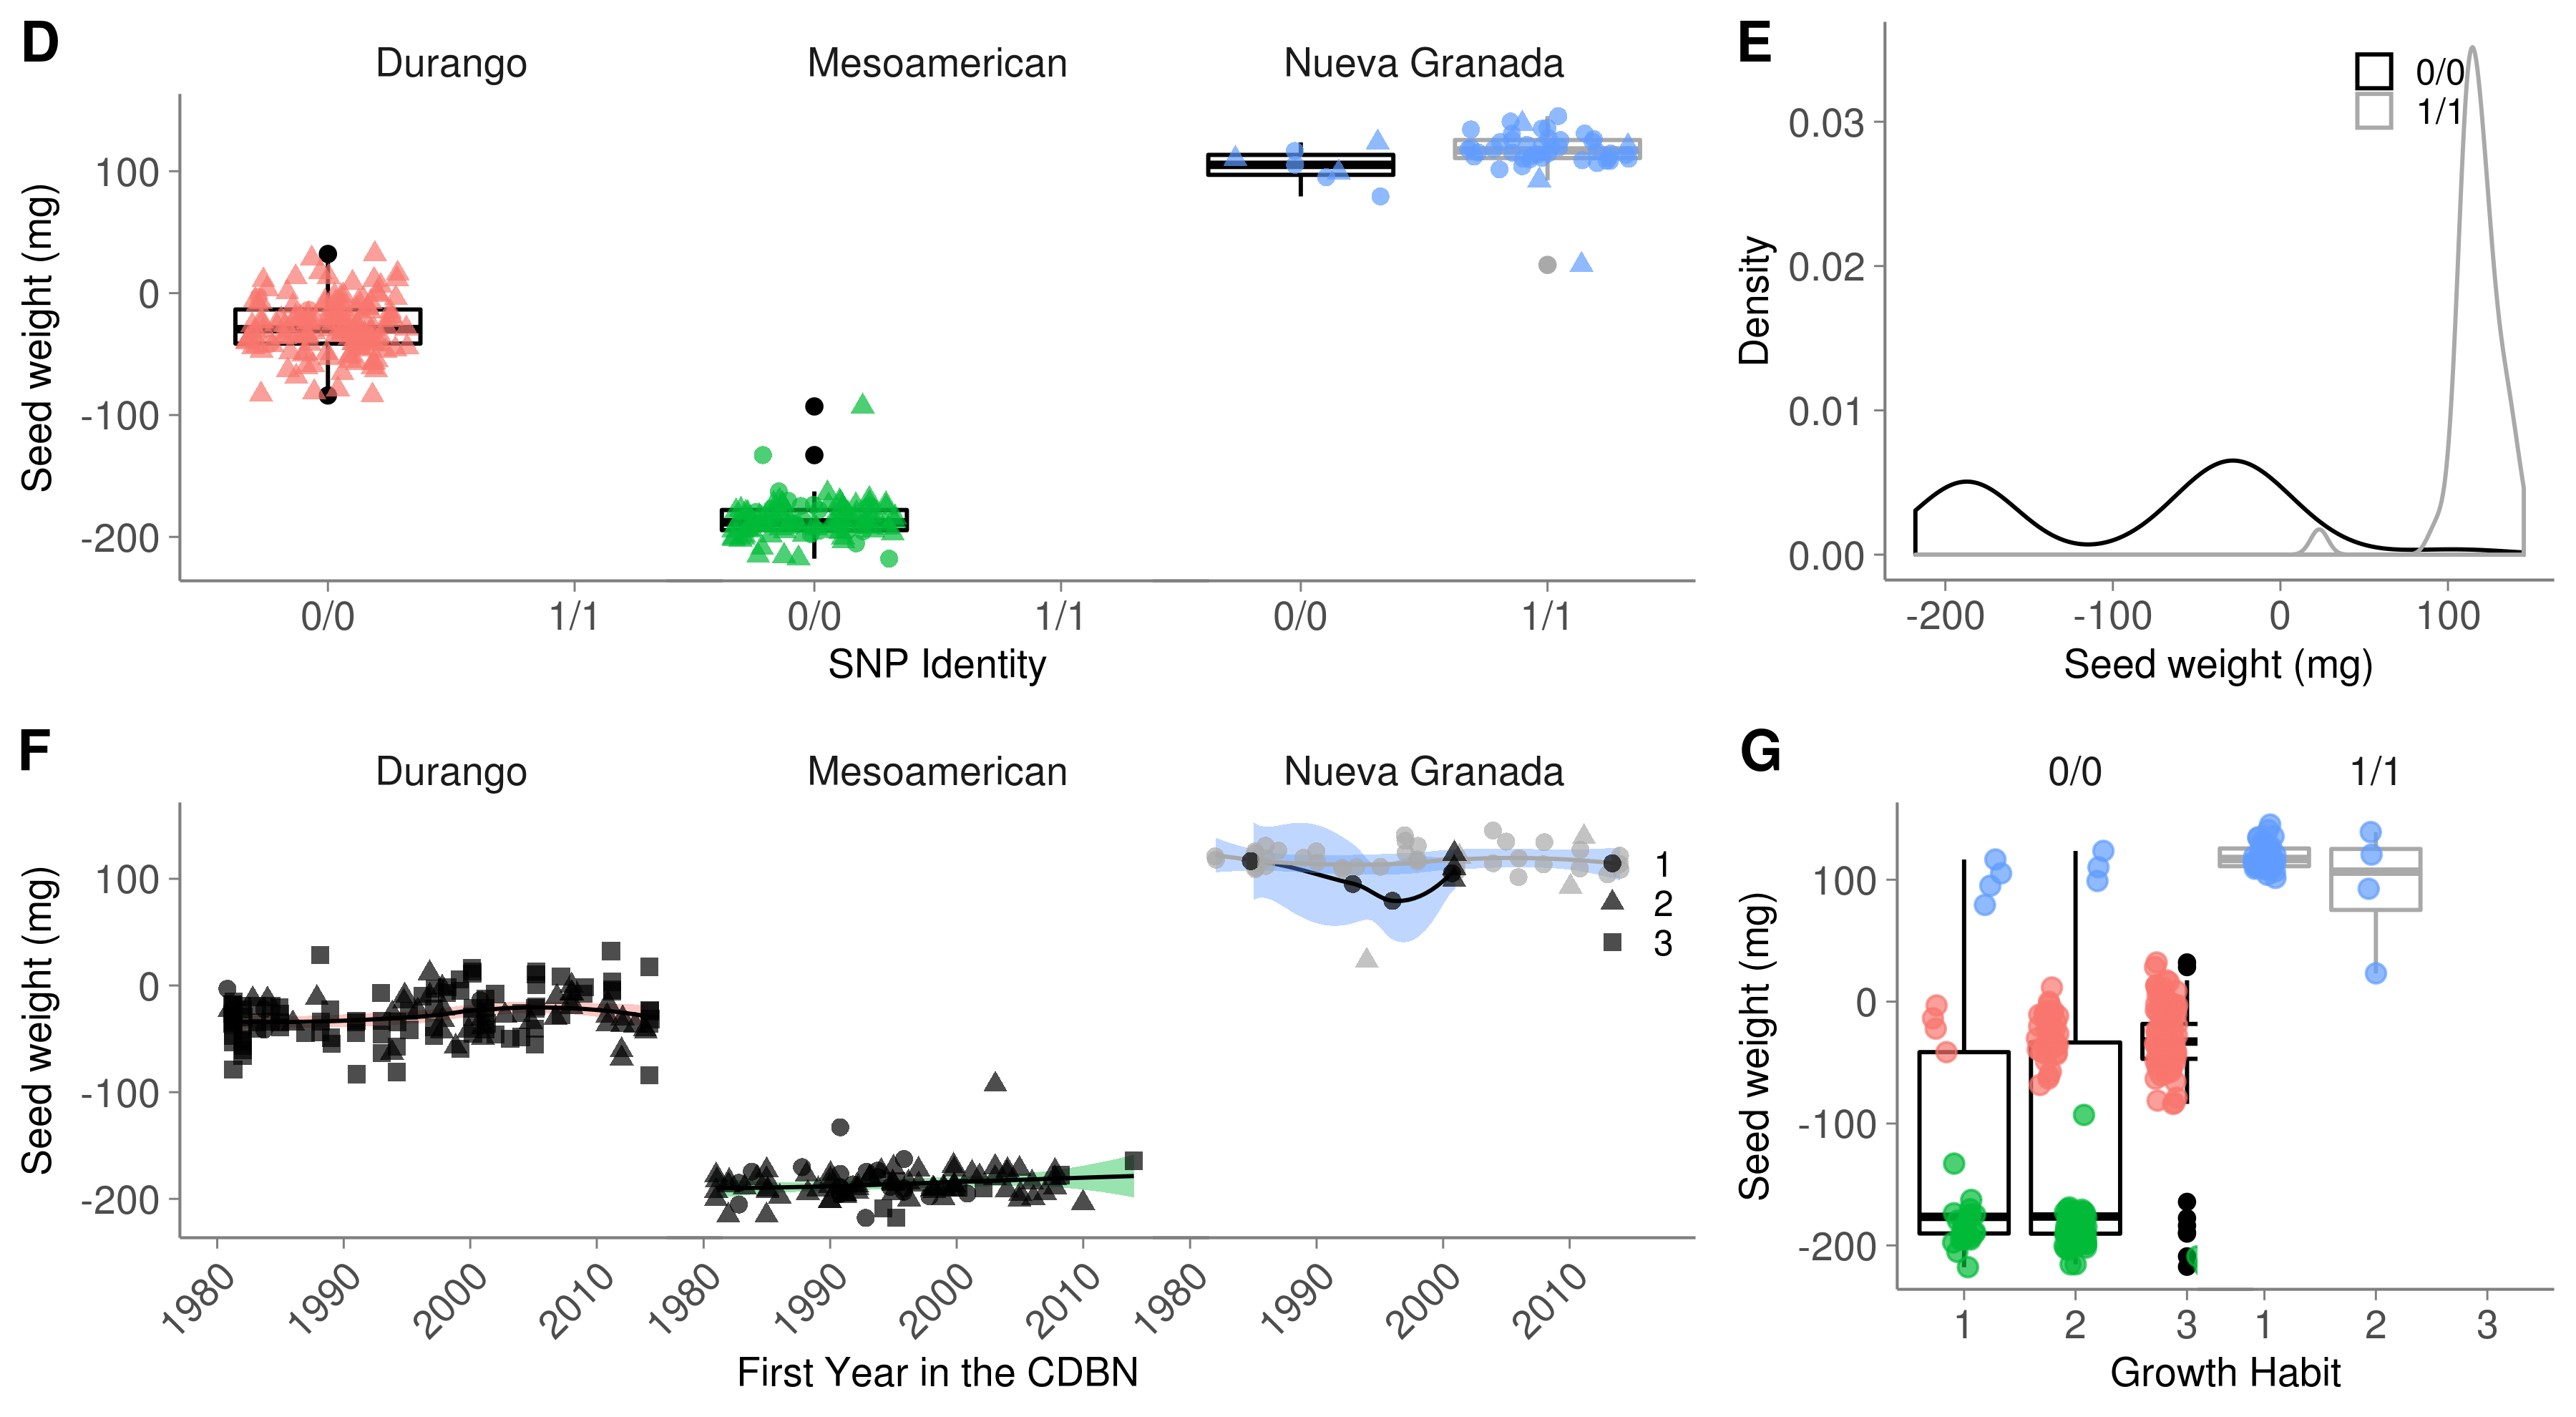 D
Durango Mesoamerican Nueva Granada
Seed weight (mg)
100
0
-100
-200
0/0 1/1 0/0 1/1 0/0 1/1
SNP Identity
E
0/0
1/1
Density
0.03
0.02
0.01
0.00
-200 -100 0 100
Seed weight (mg)
F
Durango Mesoamerican Nueva Granada
Seed weight (mg)
100
0
-100
-200
1
2
3
1980 1990 2000 2010 1980 1990 2000 2010 1980 1990 2000 2010
First Year in the CDBN
G
0/0 1/1
Seed weight (mg)
100
0
-100
-200
1 2 3 1 2 3
Growth Habit